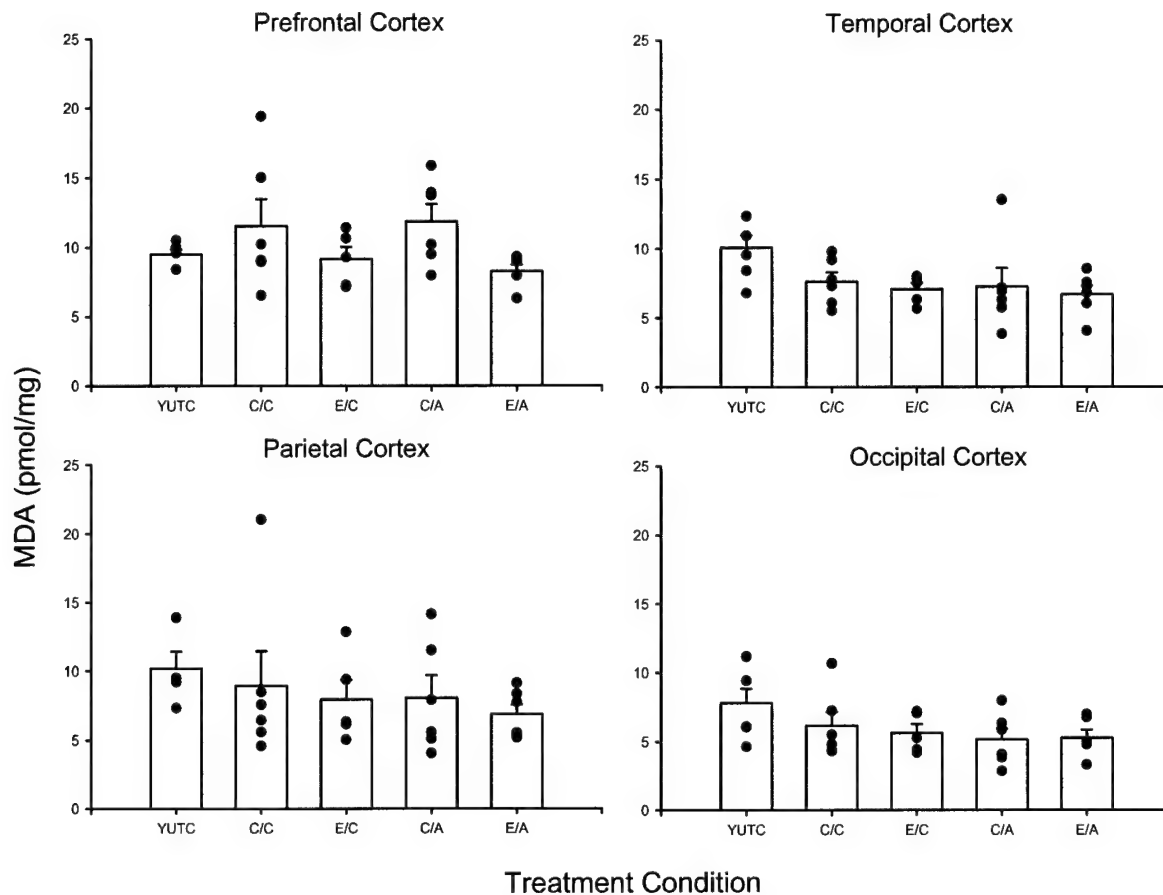 Prefrontal Cortex
25
20
15
10
5
0
YUTC C/C E/C C/A E/A
Temporal Cortex
25
20
15
10
5
0
YUTC C/C E/C C/A E/A
Parietal Cortex
25
20
15
10
5
0
YUTC C/C E/C C/A E/A
Occipital Cortex
25
20
15
10
5
0
YUTC C/C E/C C/A E/A
MDA (pmol/mg)
Treatment Condition